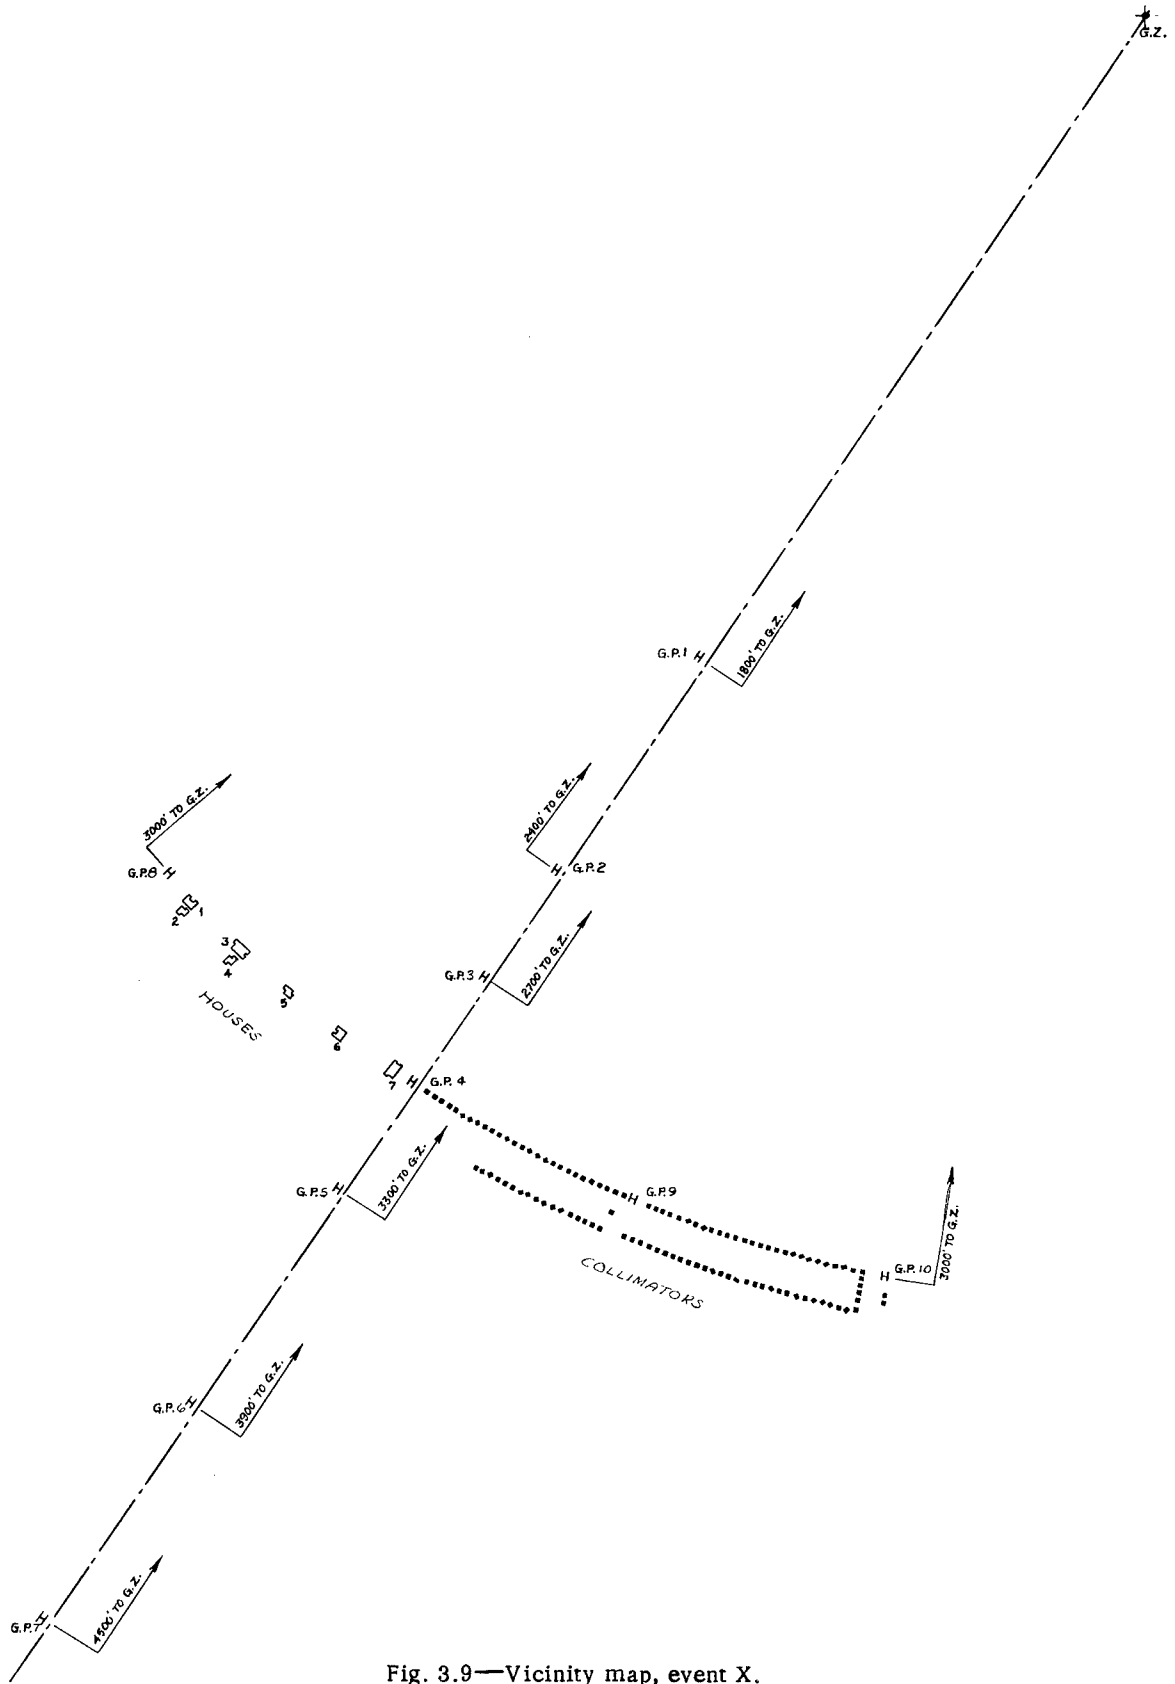 G.Z.
G.P.1
1800' TO G.Z.
2400' TO G.Z.
3000' TO G.Z.
G.P.8
G.P.2
1
2
3
4
5
6
7
HOUSES
G.P.3
2700' TO G.Z.
G.P. 4
G.P.5
3300' TO G.Z.
G.P.9
COLLIMATORS
G.P.10
3000' TO G.Z.
G.P.6
3900' TO G.Z.
G.P.7
4500' TO G.Z.
Fig. 3.9—Vicinity map, event X.